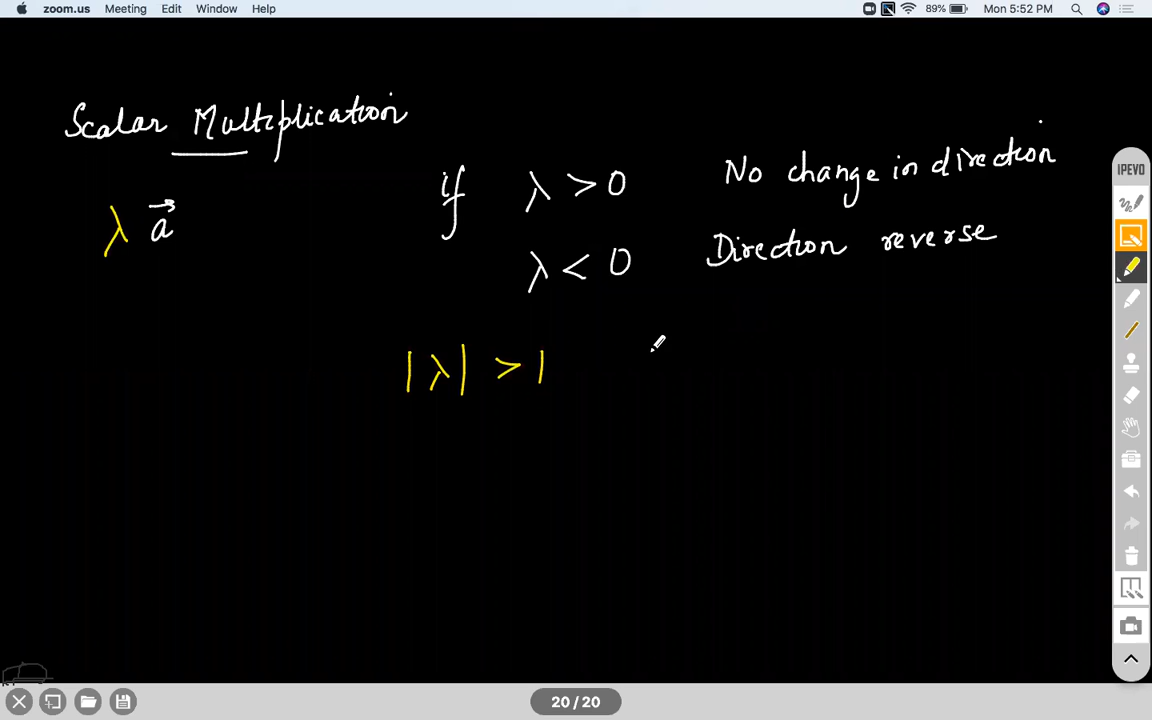 zoom.us Meeting Edit Window Help 89% Mon 5:52 PM
Scalar Multiplication
if λ > 0 No change in direction
λ a⃗
λ < 0 Direction reverse
|λ| > 1
IPEVO
20 / 20